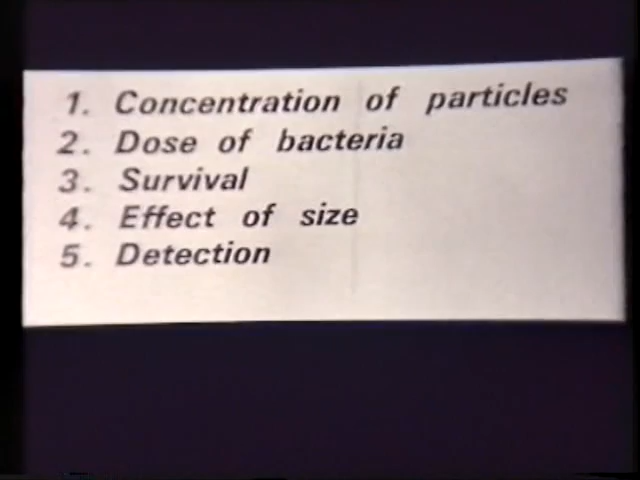 1. Concentration of particles
2. Dose of bacteria
3. Survival
4. Effect of size
5. Detection